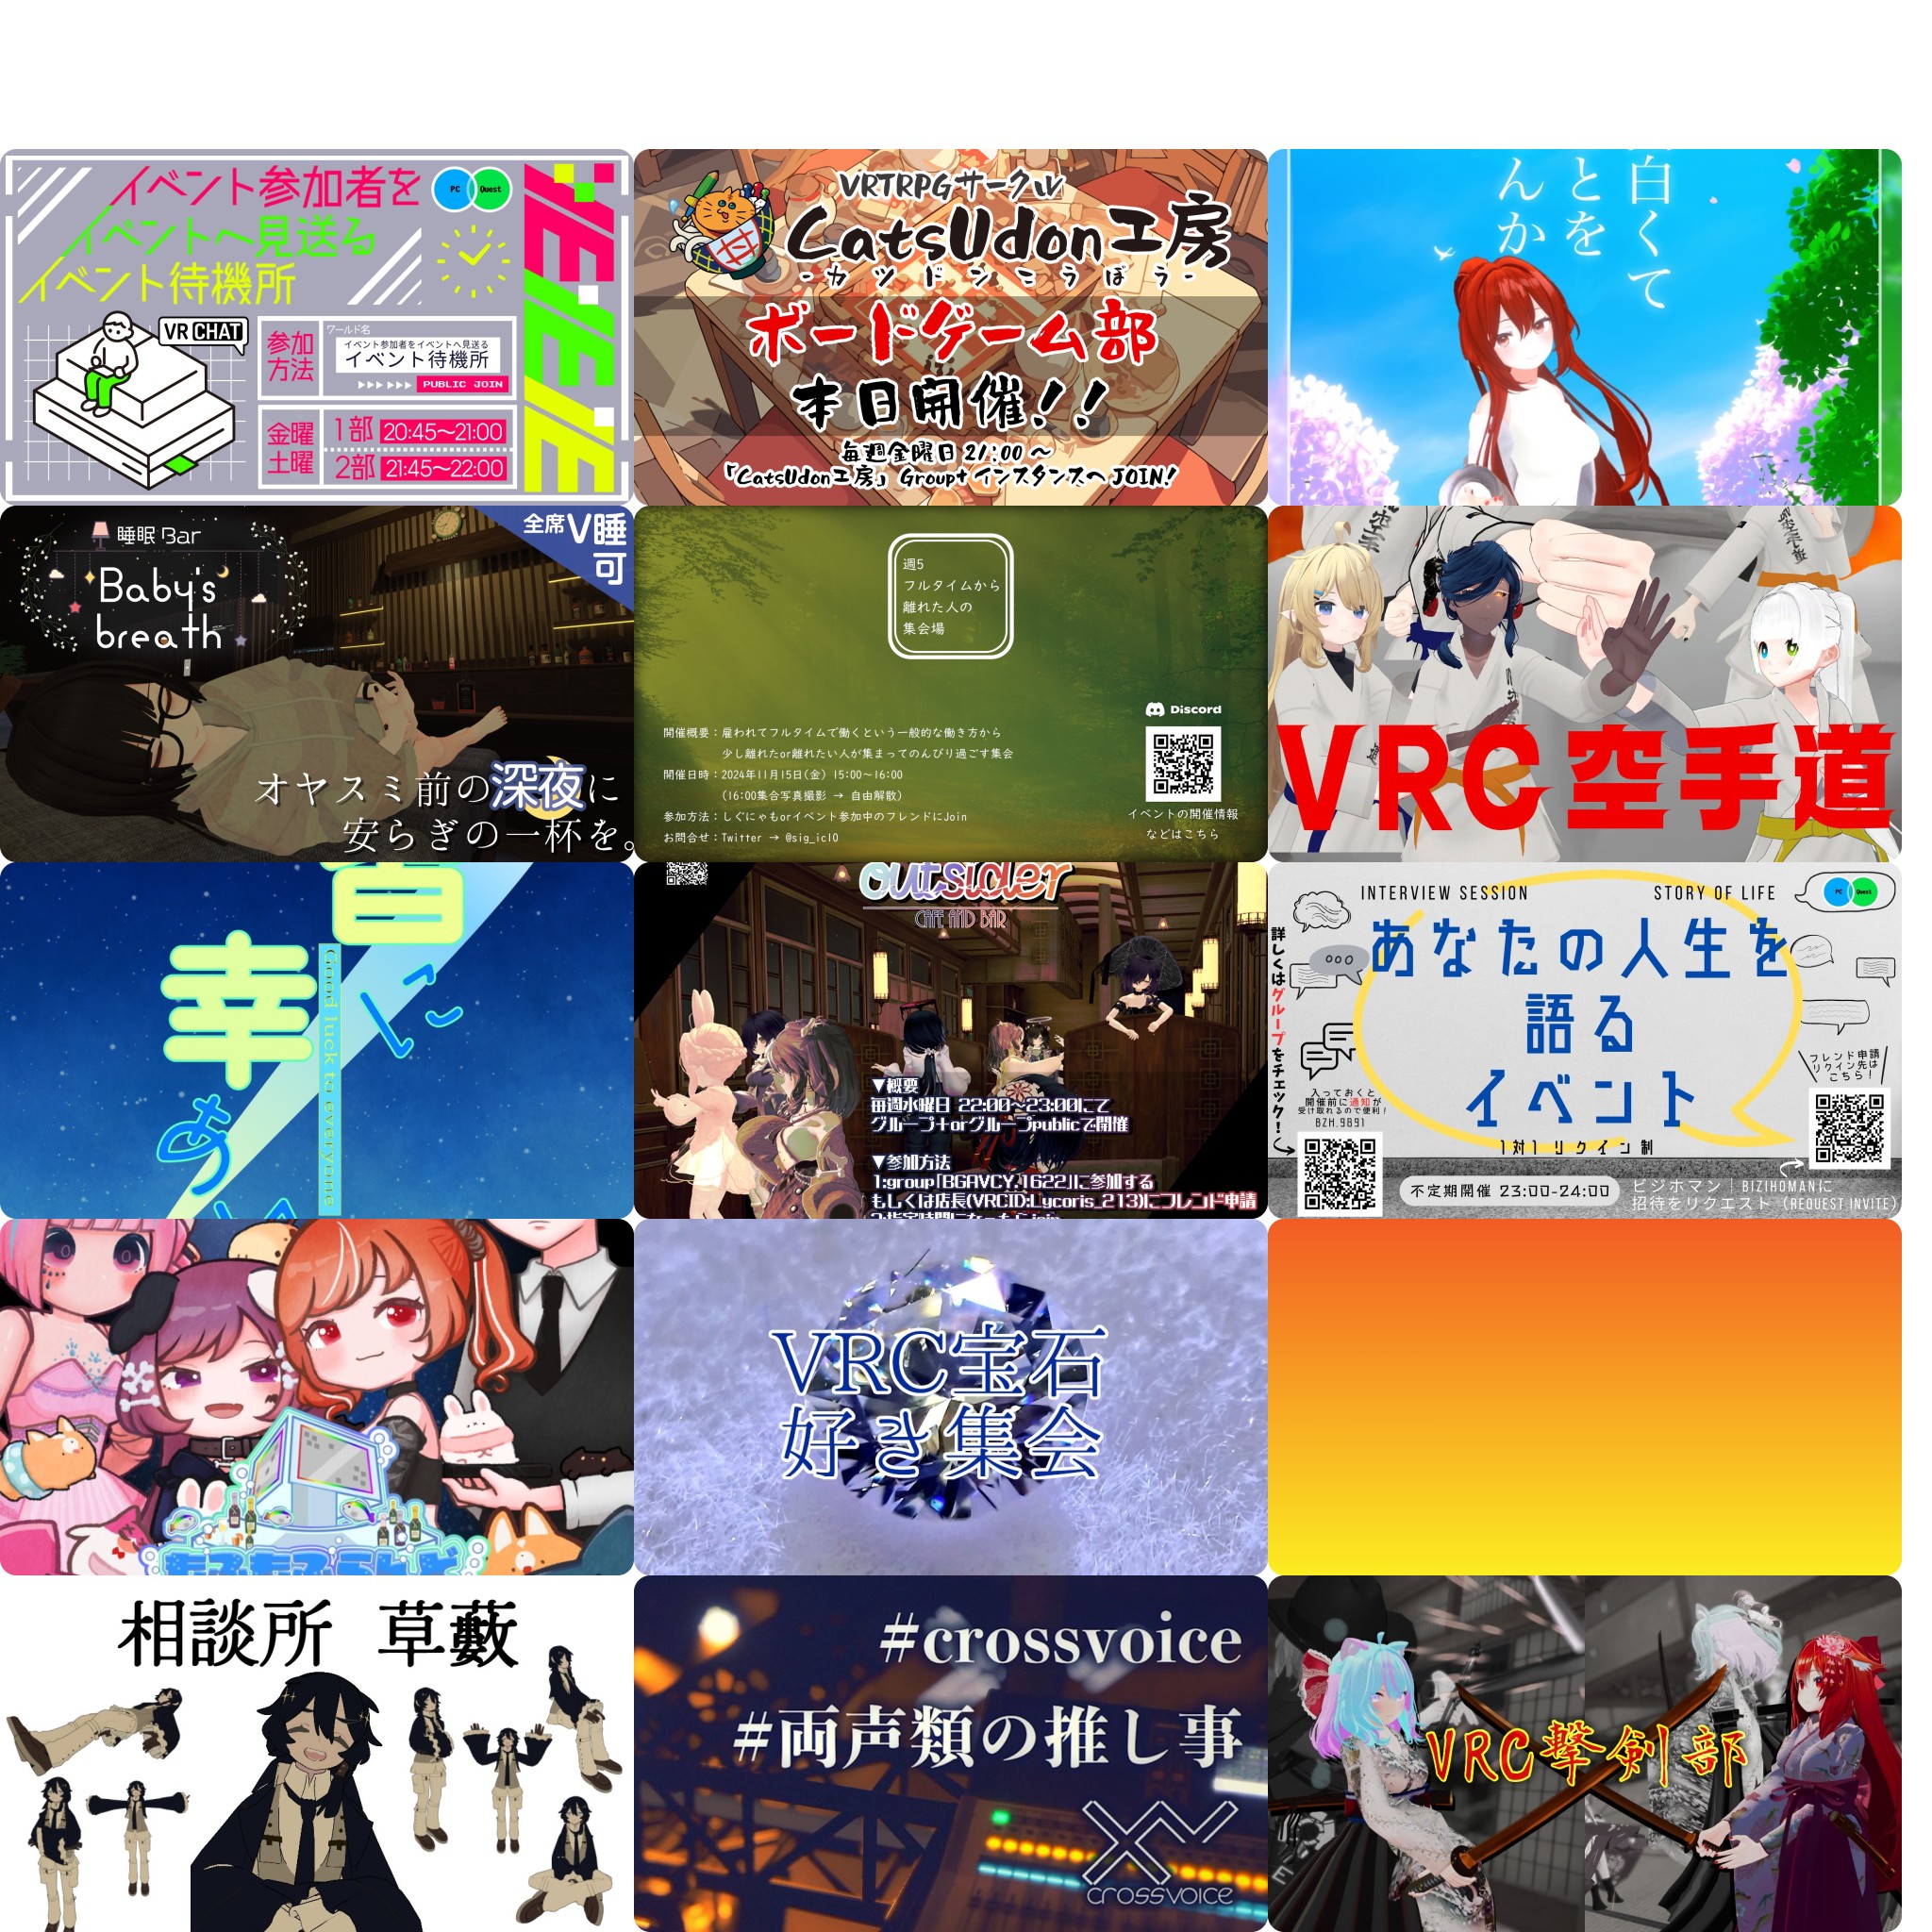 イベント参加者を
イベントへ見送る
イベント待機所
PC Quest
VRCHAT
参加
方法
ワールド名
イベント参加者をイベントへ見送る
イベント待機所
PUBLIC JOIN
金曜
土曜
1部 20:45〜21:00
2部 21:45〜22:00
VRTRPGサークル
CatsUdon工房
-カツドンこうぼう-
ボードゲーム部
本日開催!!
毎週金曜日 21:00 〜
「CatsUdon工房」 Group+ インスタンスへ JOIN!
白くて
とを
んか
睡眠 Bar
Baby's
breath
全席V睡
可
オヤスミ前の深夜に
安らぎの一杯を。
週5
フルタイムから
離れた人の
集会場
開催概要:雇われてフルタイムで働くという一般的な働き方から
少し離れたor離れたい人が集まってのんびり過ごす集会
開催日時:2024年11月15日(金) 15:00〜16:00
(16:00集合写真撮影 → 自由解散)
参加方法:しぐにゃもorイベント参加中のフレンドにJoin
お問合せ:Twitter → @sig_icl0
Discord
イベントの開催情報
などはこちら
VRC空手道
に
幸
あ
Good luck to everyone
outsider
CAFE AND BAR
▼概要
毎週水曜日 22:00~23:00にて
グループ+orグループpublicで開催
▼参加方法
1:group「BGAVCY.1622」に参加する
もしくは店長(VRCID:Lycoris_213)にフレンド申請
INTERVIEW SESSION
STORY OF LIFE
PC Quest
あなたの人生を
語る
イベント
1対1 リクイン制
詳しくはグループをチェック!
入っておくと
開催前に通知が
受け取れるので便利!
BZH.9891
フレンド申請
リクイン先は
こちら!
不定期開催 23:00-24:00
ビジホマン|BIZIHOMANに
招待をリクエスト (REQUEST INVITE)
VRC宝石
好き集会
相談所 草藪
#crossvoice
#両声類の推し事
crossvoice
VRC撃剣部